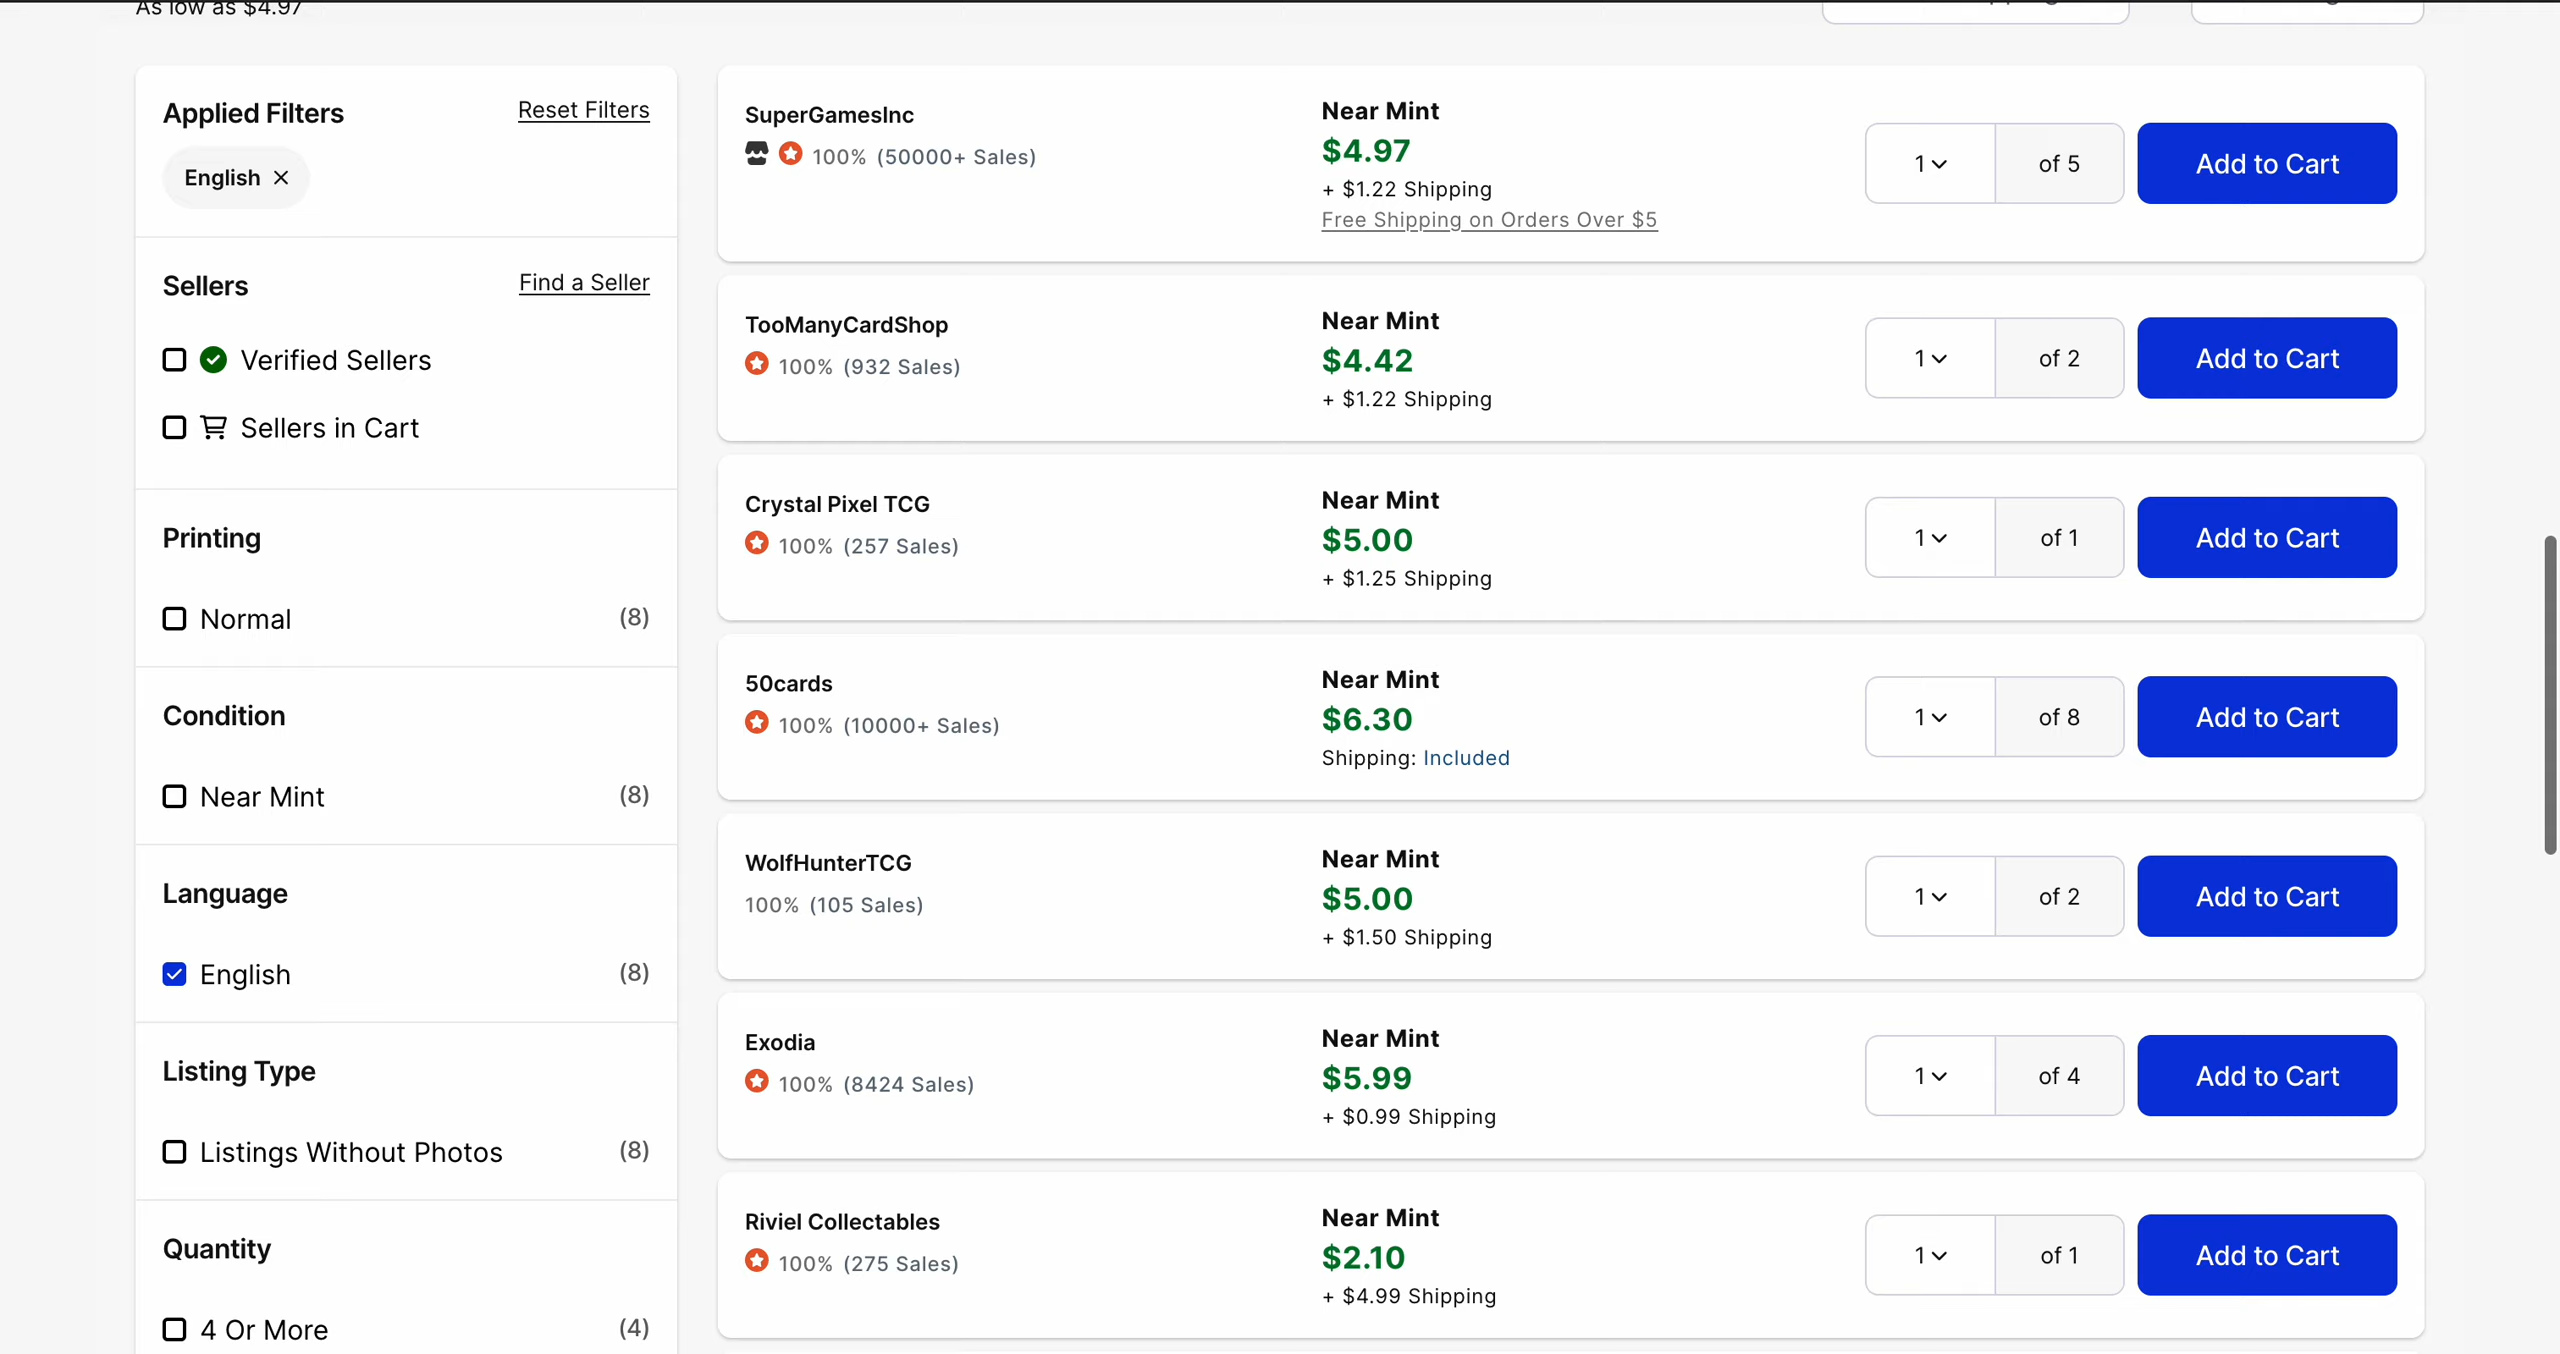 As low as $4.97
Applied Filters
Reset Filters
English
Sellers
Find a Seller
Verified Sellers
Sellers in Cart
Printing
Normal (8)
Condition
Near Mint (8)
Language
English (8)
Listing Type
Listings Without Photos (8)
Quantity
4 Or More (4)
SuperGamesInc
100% (50000+ Sales)
Near Mint
$4.97
+ $1.22 Shipping
Free Shipping on Orders Over $5
1 of 5
Add to Cart
TooManyCardShop
100% (932 Sales)
Near Mint
$4.42
+ $1.22 Shipping
1 of 2
Add to Cart
Crystal Pixel TCG
100% (257 Sales)
Near Mint
$5.00
+ $1.25 Shipping
1 of 1
Add to Cart
50cards
100% (10000+ Sales)
Near Mint
$6.30
Shipping: Included
1 of 8
Add to Cart
WolfHunterTCG
100% (105 Sales)
Near Mint
$5.00
+ $1.50 Shipping
1 of 2
Add to Cart
Exodia
100% (8424 Sales)
Near Mint
$5.99
+ $0.99 Shipping
1 of 4
Add to Cart
Riviel Collectables
100% (275 Sales)
Near Mint
$2.10
+ $4.99 Shipping
1 of 1
Add to Cart